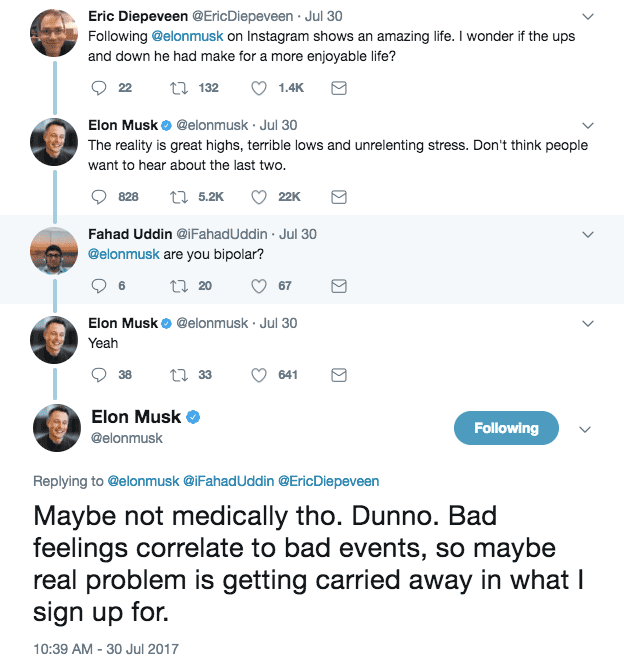 Eric Diepeveen @EricDiepeveen · Jul 30
Following @elonmusk on Instagram shows an amazing life. I wonder if the ups
and down he had make for a more enjoyable life?
22 132 1.4K
Elon Musk @elonmusk · Jul 30
The reality is great highs, terrible lows and unrelenting stress. Don't think people
want to hear about the last two.
828 5.2K 22K
Fahad Uddin @iFahadUddin · Jul 30
@elonmusk are you bipolar?
6 20 67
Elon Musk @elonmusk · Jul 30
Yeah
38 33 641
Elon Musk
@elonmusk
Following
Replying to @elonmusk @iFahadUddin @EricDiepeveen
Maybe not medically tho. Dunno. Bad
feelings correlate to bad events, so maybe
real problem is getting carried away in what I
sign up for.
10:39 AM - 30 Jul 2017